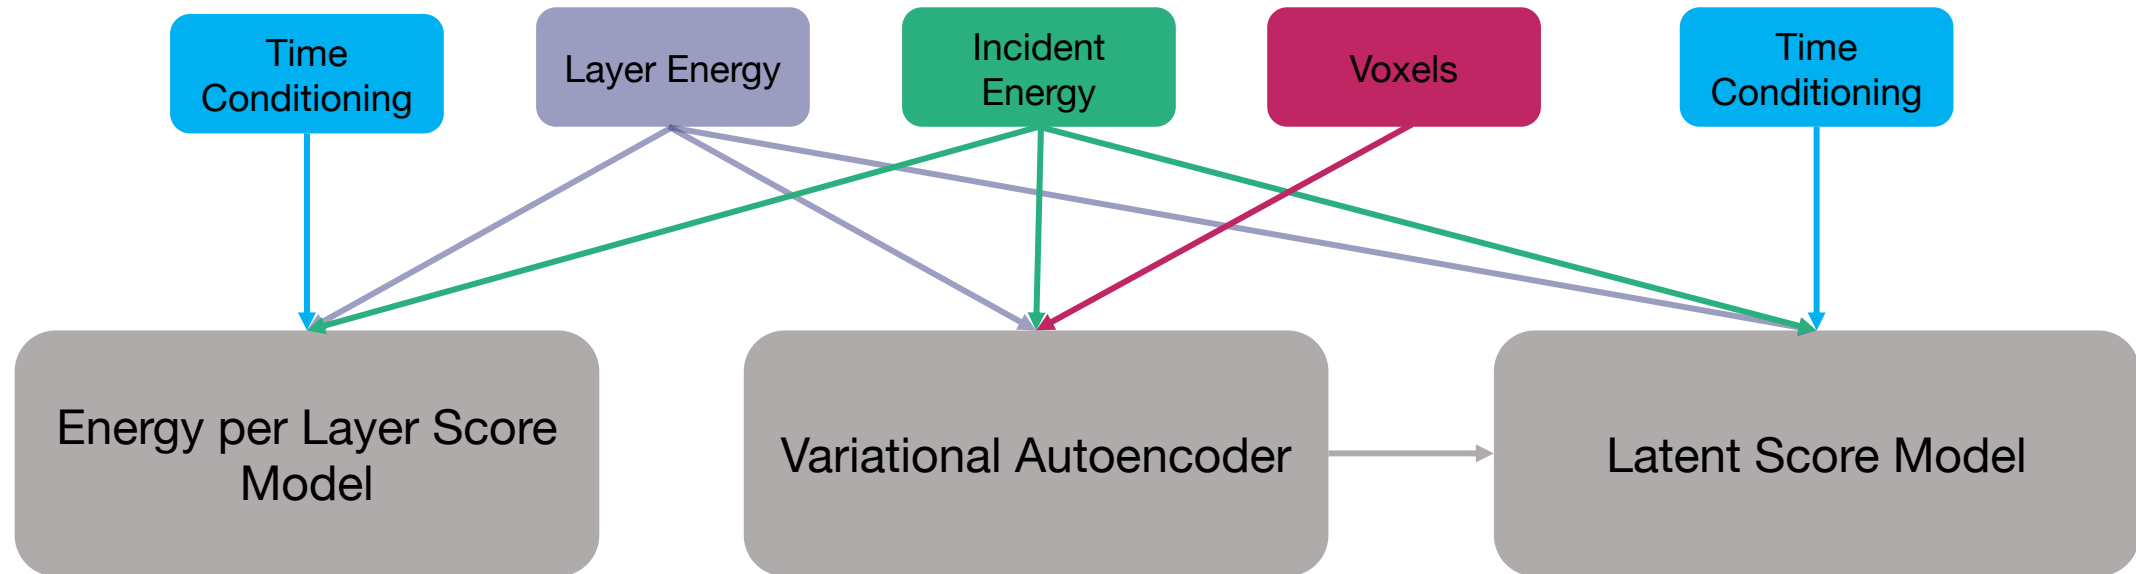 Time
Conditioning
Layer Energy
Incident
Energy
Voxels
Time
Conditioning
Energy per Layer Score
Model
Variational Autoencoder
Latent Score Model